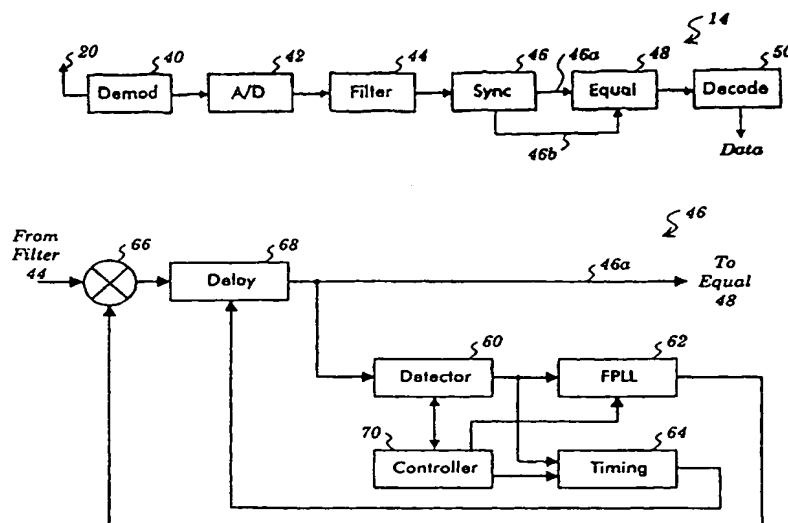 14
20
40
42
44
46
46a
48
50
Demod
A/D
Filter
Sync
Equal
Decode
46b
Data
46
From
Filter
44
66
68
Delay
46a
To
Equal
48
60
Detector
62
FPLL
70
Controller
64
Timing